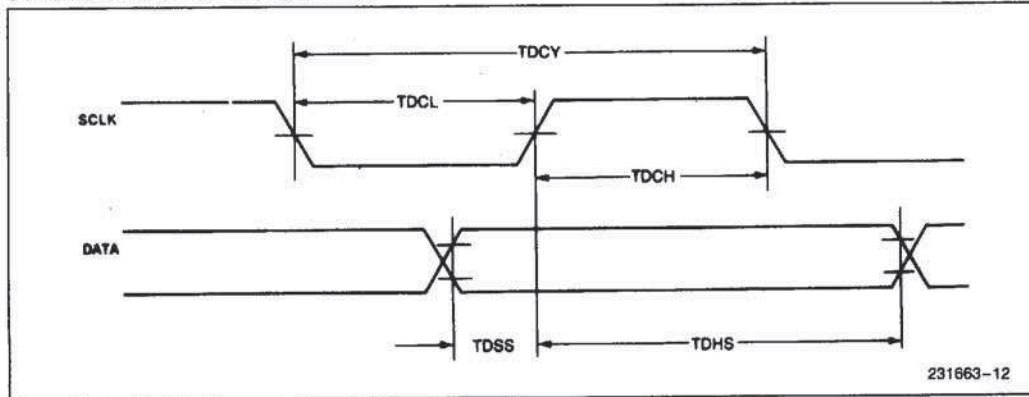 TDCY
TDCL
SCLK
TDCH
DATA
TDSS
TDHS
231663-12